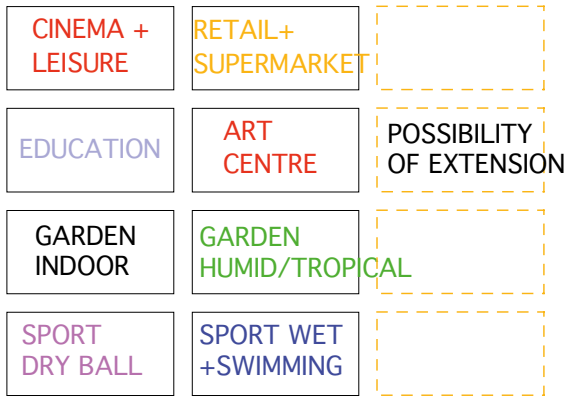 CINEMA +
LEISURE
RETAIL+
SUPERMARKET
EDUCATION
ART
CENTRE
POSSIBILITY
OF EXTENSION
GARDEN
INDOOR
GARDEN
HUMID/TROPICAL
SPORT
DRY BALL
SPORT WET
+SWIMMING